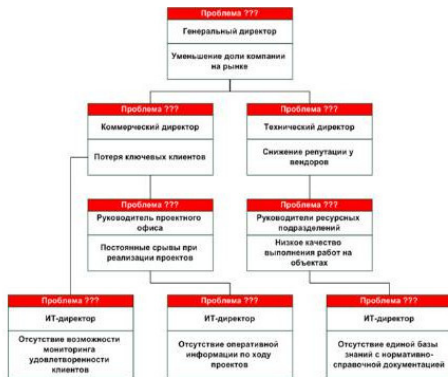 Проблема ???
Генеральный директор
Уменьшение доли компании
на рынке
Проблема ???
Коммерческий директор
Потеря ключевых клиентов
Проблема ???
Технический директор
Снижение репутации у
вендоров
Проблема ???
Руководитель проектного
офиса
Постоянные срывы при
реализации проектов
Проблема ???
Руководители ресурсных
подразделений
Низкое качество
выполнения работ на
объектах
Проблема ???
ИТ-директор
Отсутствие возможности
мониторинга
удовлетворенности
клиентов
Проблема ???
ИТ-директор
Отсутствие оперативной
информации по ходу
проектов
Проблема ???
ИТ-директор
Отсутствие единой базы
знаний с нормативно-
справочной документацией